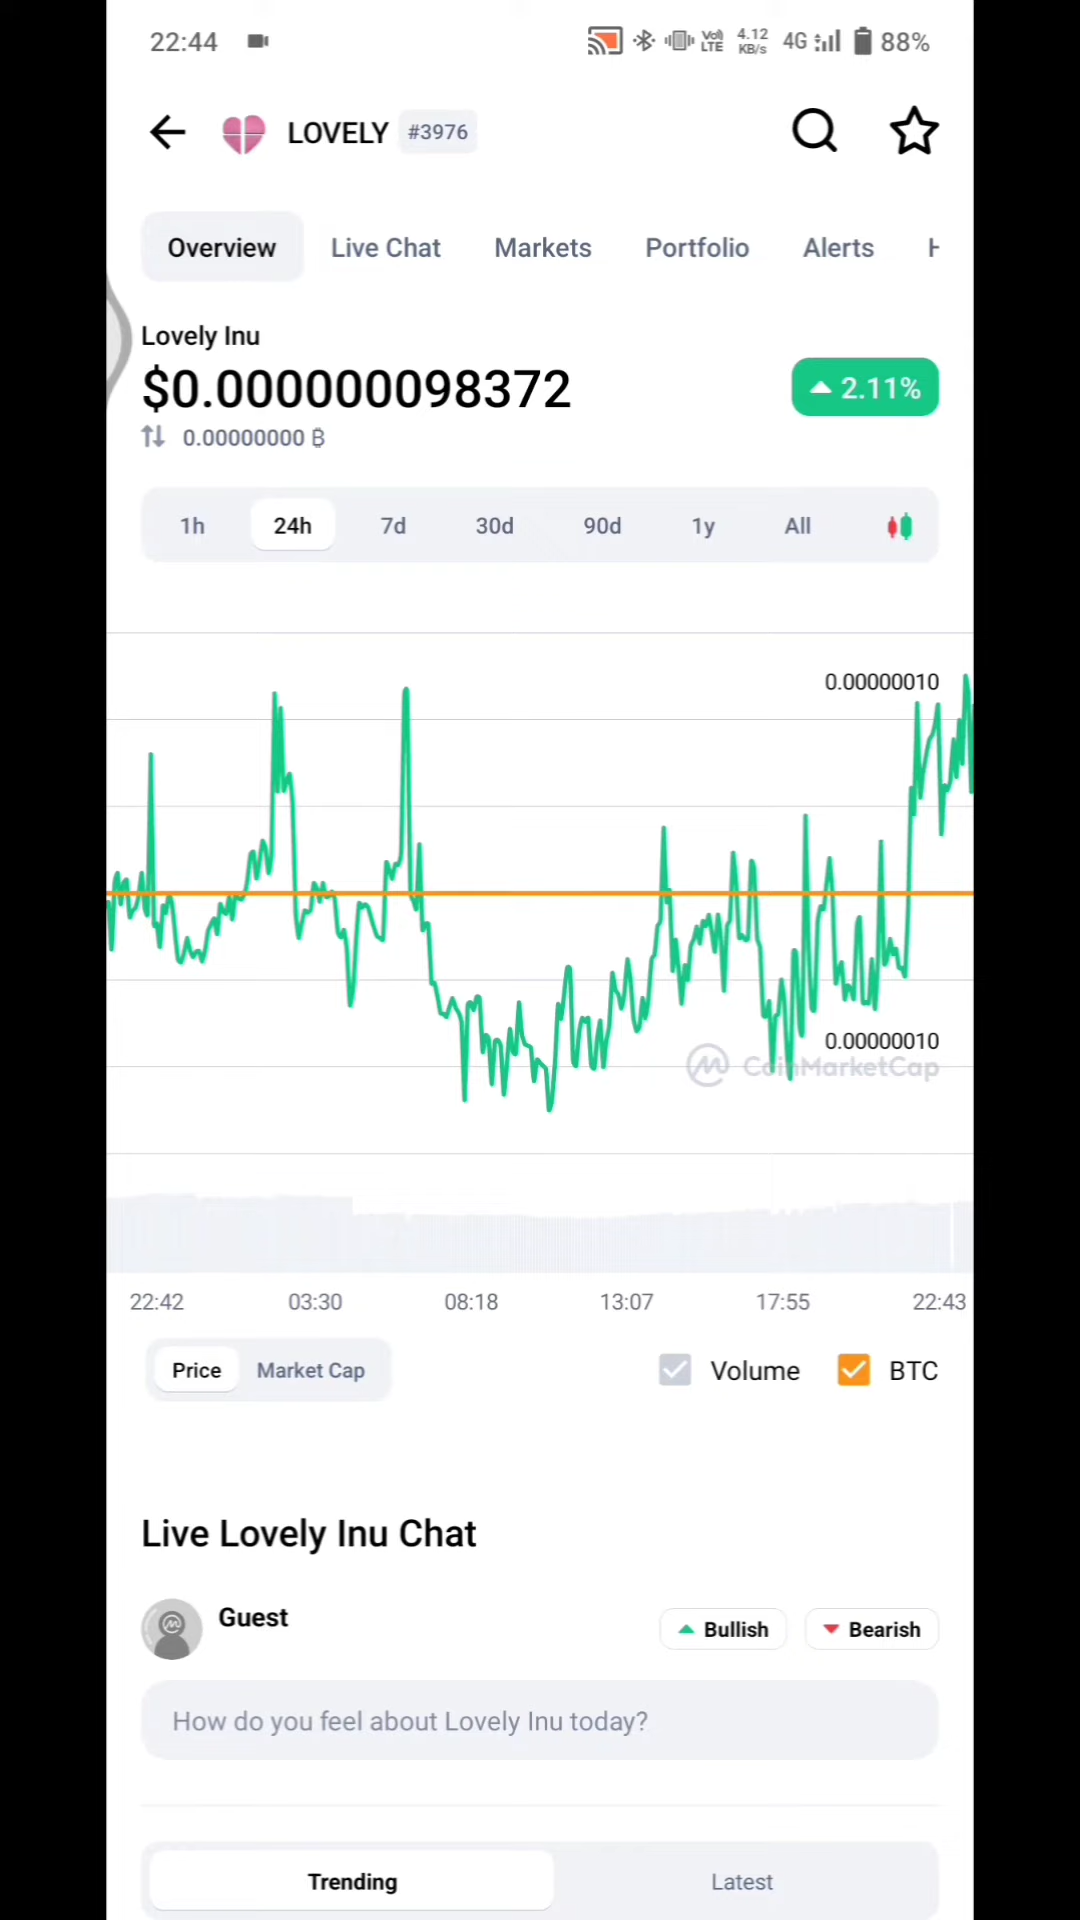 22:44 Vo) LTE 4.12 KB/s 4G 88%
LOVELY #3976
Overview Live Chat Markets Portfolio Alerts
Lovely Inu
$0.000000098372 2.11%
0.00000000 ₿
1h 24h 7d 30d 90d 1y All
0.00000010
0.00000010
CoinMarketCap
22:42 03:30 08:18 13:07 17:55 22:43
Price Market Cap Volume BTC
Live Lovely Inu Chat
Guest Bullish Bearish
How do you feel about Lovely Inu today?
Trending Latest